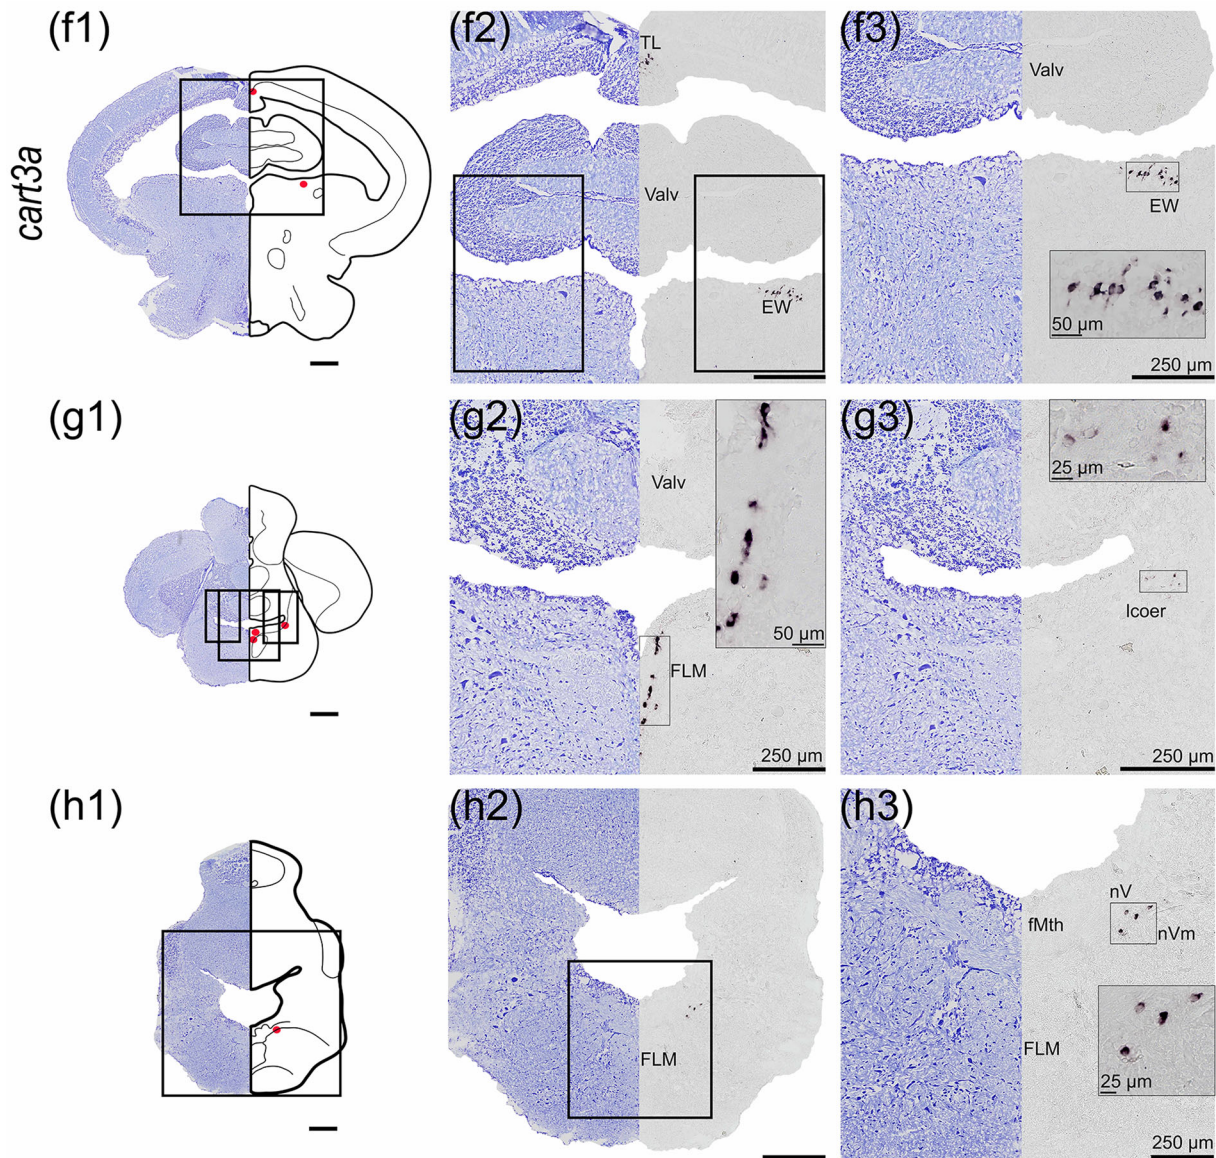 cart3a
(f1)
(f2)
TL
Valv
EW
(f3)
Valv
EW
50 µm
250 µm
(g1)
(g2)
Valv
FLM
50 µm
250 µm
(g3)
25 µm
lcoer
250 µm
(h1)
(h2)
FLM
(h3)
nV
fMth
nVm
FLM
25 µm
250 µm